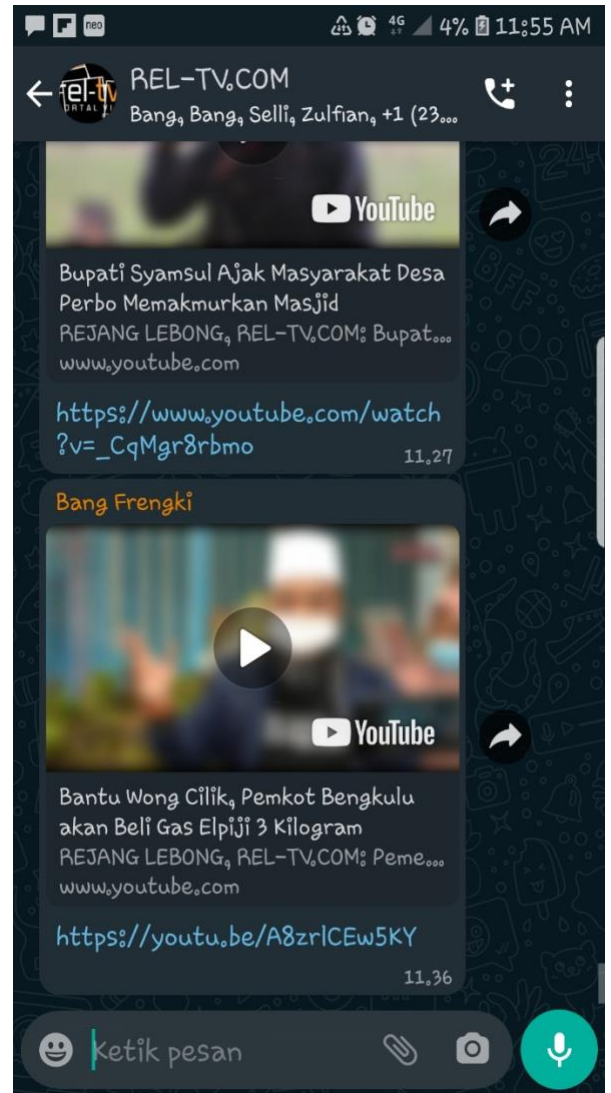 neo 4G 4% 11:55 AM
rel-tv REL-TV.COM
Bang, Bang, Selli, Zulfian, +1 (23...
YouTube
Bupati Syamsul Ajak Masyarakat Desa
Perbo Memakmurkan Masjid
REJANG LEBONG, REL-TV.COM: Bupat...
www.youtube.com
https://www.youtube.com/watch
?v=_CqMgr8rbmo
11.27
Bang Frengki
YouTube
Bantu Wong Cilik, Pemkot Bengkulu
akan Beli Gas Elpiji 3 Kilogram
REJANG LEBONG, REL-TV.COM: Peme...
www.youtube.com
https://youtu.be/A8zrlCEw5KY
11.36
Ketik pesan